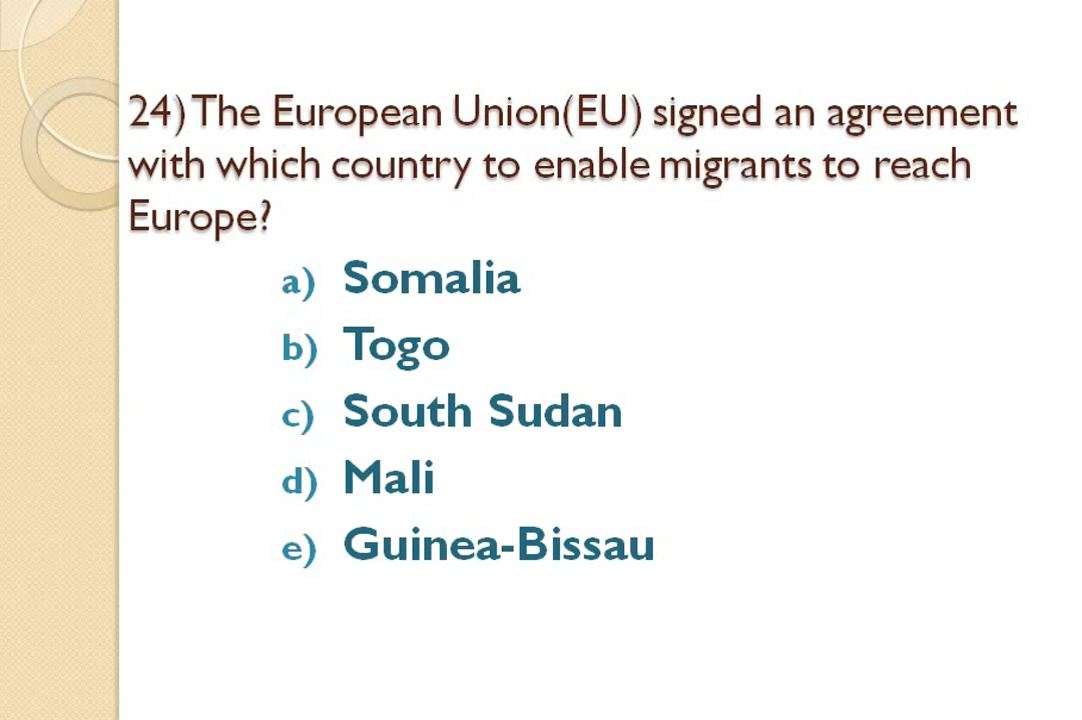 24) The European Union(EU) signed an agreement
with which country to enable migrants to reach
Europe?
a) Somalia
b) Togo
c) South Sudan
d) Mali
e) Guinea-Bissau